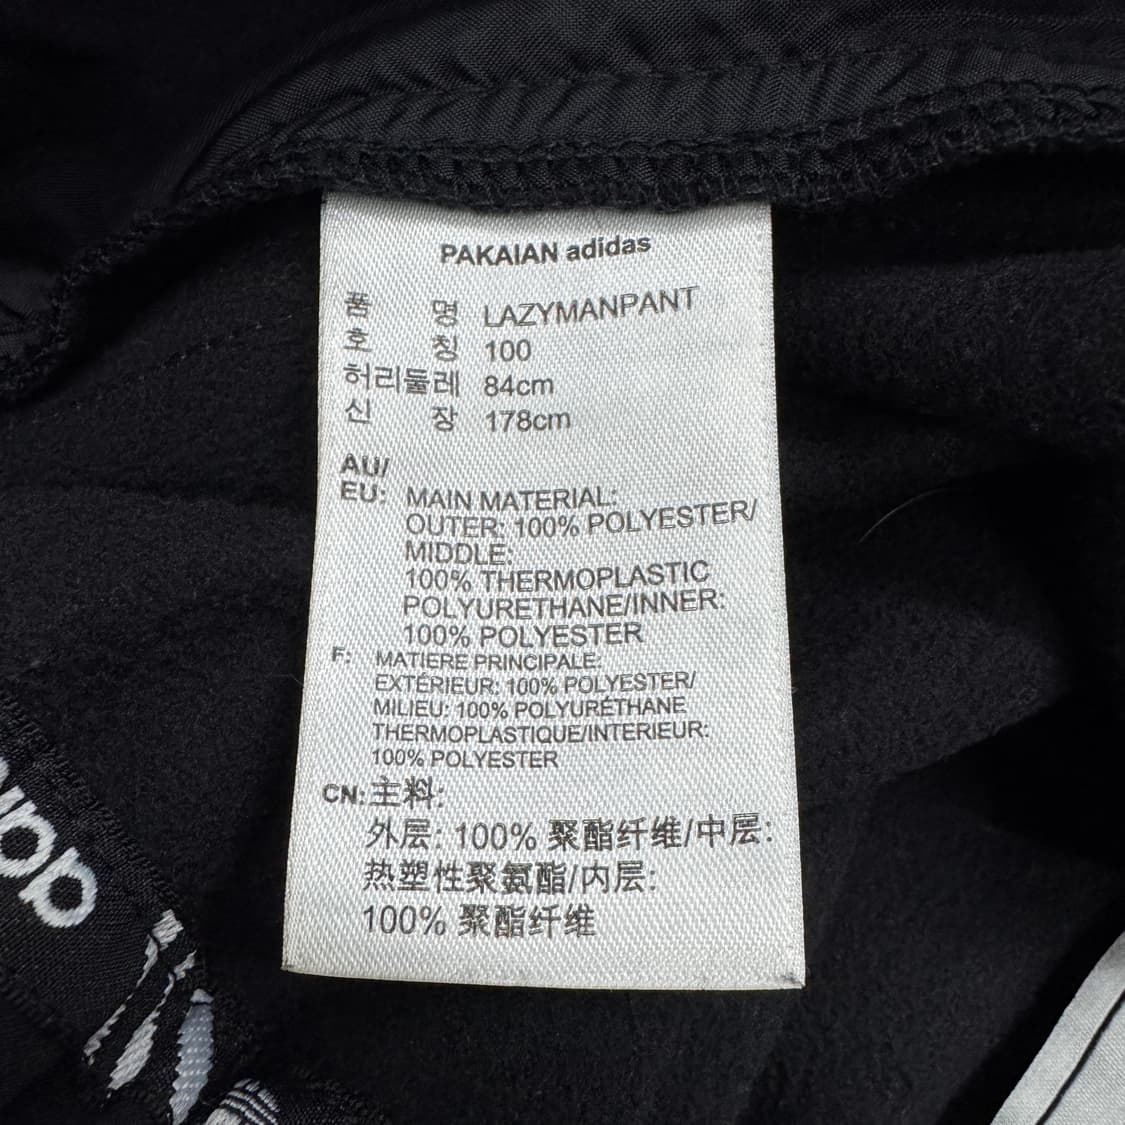 PAKAIAN adidas
품 명 LAZYMANPANT
호 칭 100
허리둘레 84cm
신 장 178cm
AU/
EU: MAIN MATERIAL:
OUTER: 100% POLYESTER/
MIDDLE:
100% THERMOPLASTIC
POLYURETHANE/INNER:
100% POLYESTER
F: MATIERE PRINCIPALE:
EXTÉRIEUR: 100% POLYESTER/
MILIEU: 100% POLYURÉTHANE
THERMOPLASTIQUE/INTERIEUR:
100% POLYESTER
CN: 主料:
外层: 100% 聚酯纤维/中层:
热塑性聚氨酯/内层:
100% 聚酯纤维